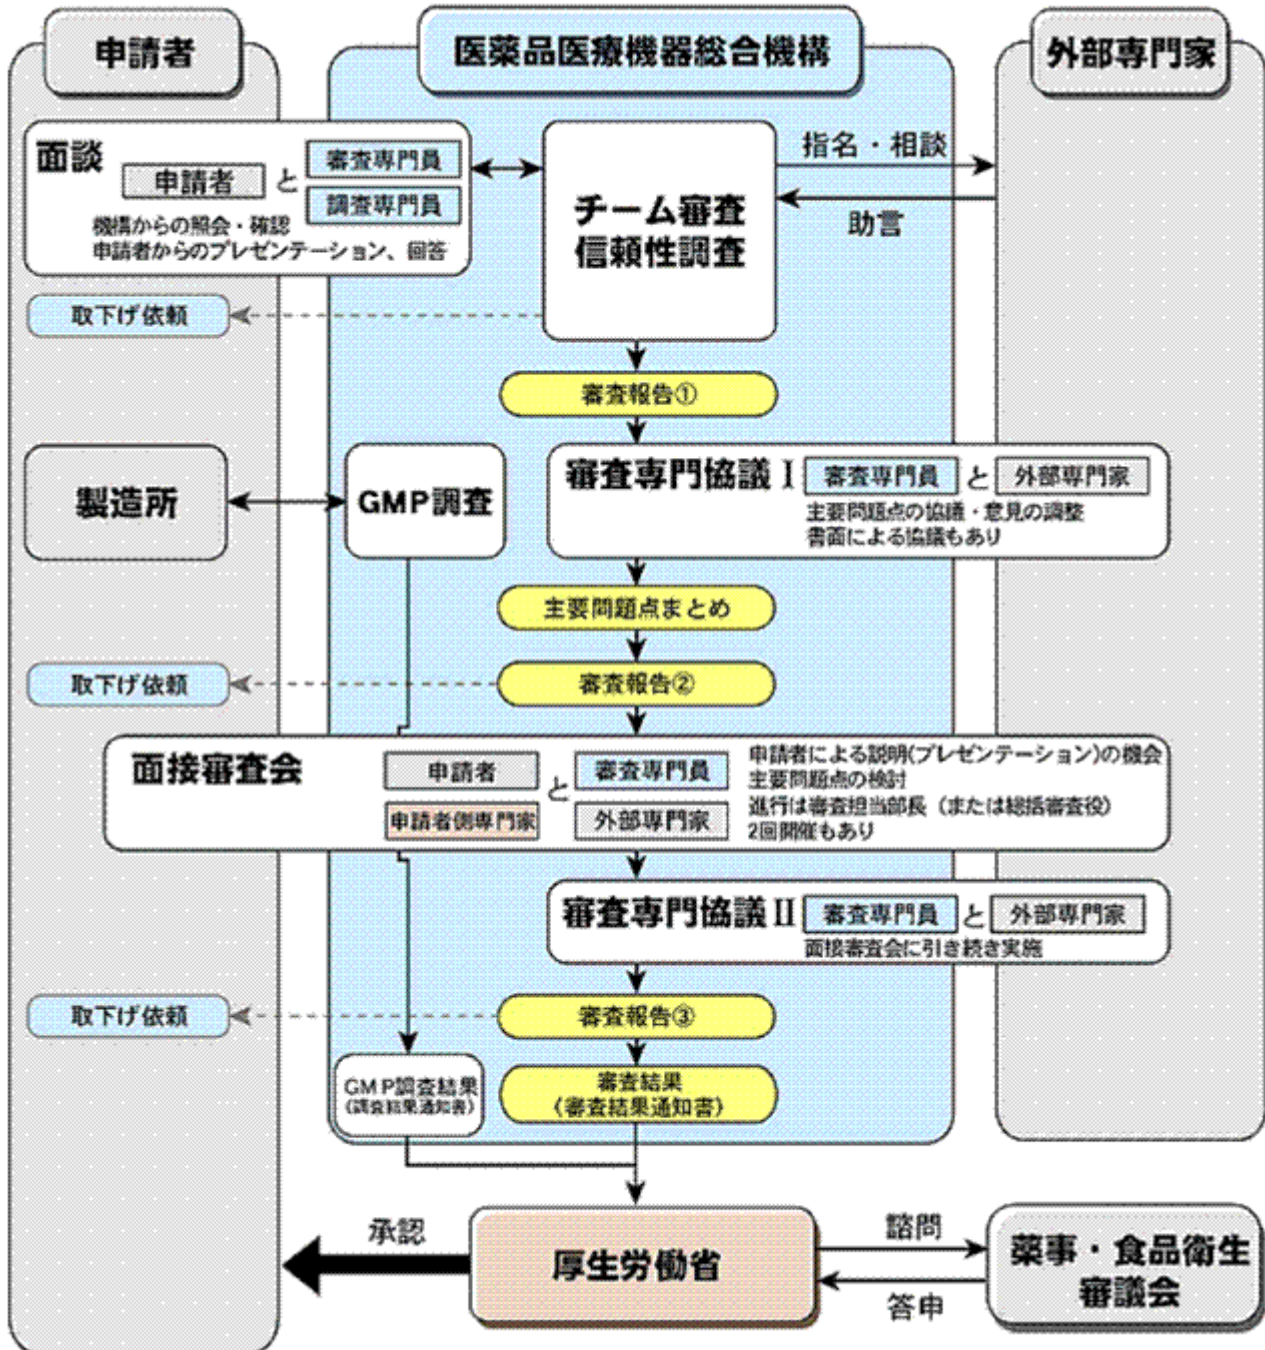 申請者
医薬品医療機器総合機構
外部専門家
面談
申請者 と 審査専門員
調査専門員
機構からの照会・確認
申請者からのプレゼンテーション、回答
チーム審査
信頼性調査
指名・相談
助言
取下げ依頼
審査報告①
製造所
GMP調査
審査専門協議Ⅰ 審査専門員 と 外部専門家
主要問題点の協議・意見の調整
書面による協議もあり
主要問題点まとめ
取下げ依頼
審査報告②
面接審査会
申請者 と 審査専門員
申請者側専門家 外部専門家
申請者による説明(プレゼンテーション)の機会
主要問題点の検討
進行は審査担当部長（または総括審査役）
2回開催もあり
審査専門協議Ⅱ 審査専門員 と 外部専門家
面接審査会に引き続き実施
取下げ依頼
審査報告③
GMP調査結果
（調査結果通知書）
審査結果
（審査結果通知書）
承認
厚生労働省
諮問
答申
薬事・食品衛生
審議会